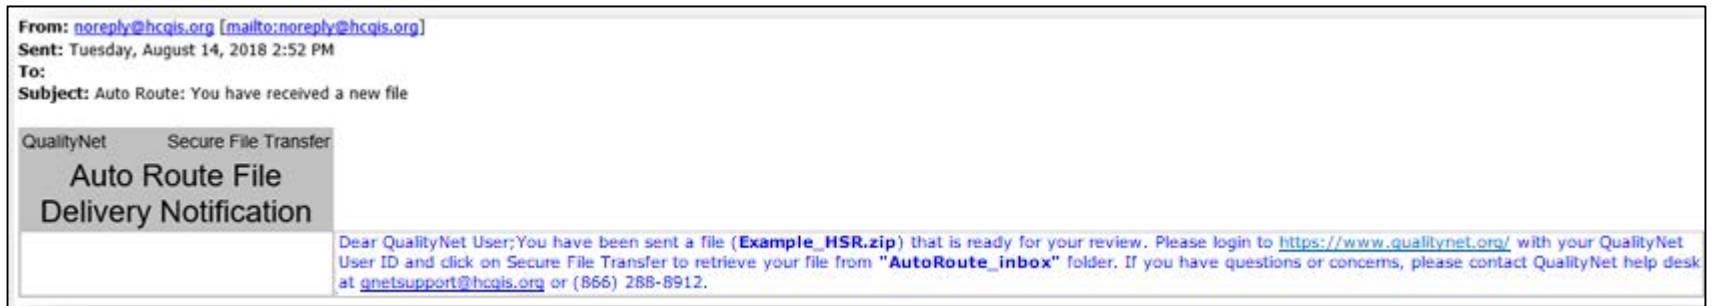 From: noreply@hcqis.org [mailto:noreply@hcqis.org]
Sent: Tuesday, August 14, 2018 2:52 PM
To:
Subject: Auto Route: You have received a new file
QualityNet Secure File Transfer
Auto Route File
Delivery Notification
Dear QualityNet User;You have been sent a file (Example_HSR.zip) that is ready for your review. Please login to https://www.qualitynet.org/ with your QualityNet
User ID and click on Secure File Transfer to retrieve your file from "AutoRoute_inbox" folder. If you have questions or concerns, please contact QualityNet help desk
at qnetsupport@hcqis.org or (866) 288-8912.